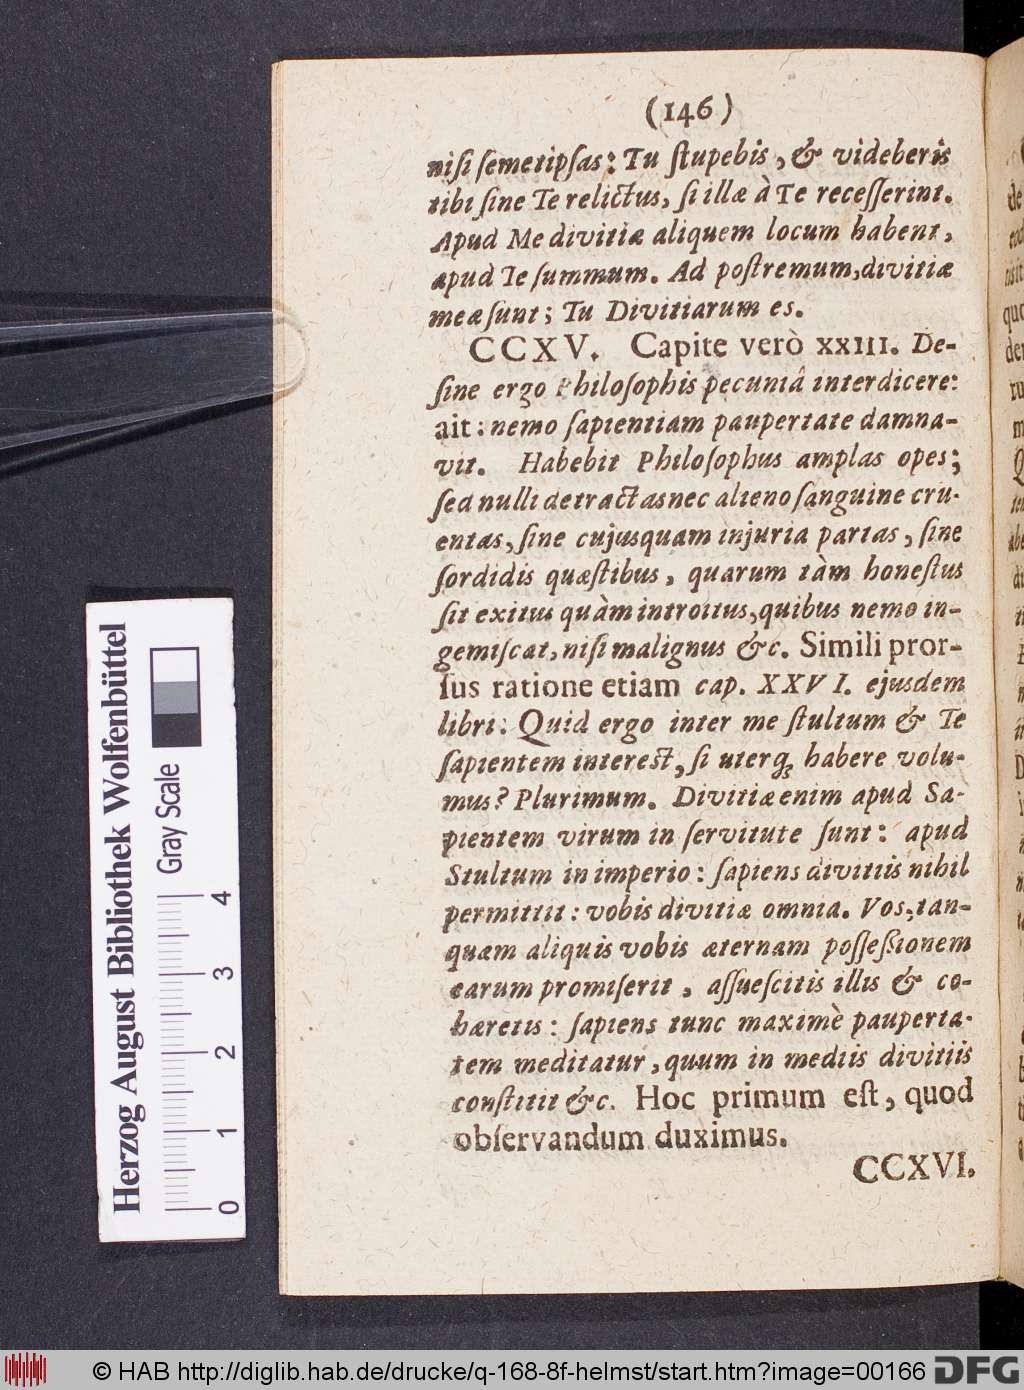 (146)
niſi ſemetipſas: Tu ſtupebis, & videberis
tibi ſine Te relictus, ſi illæ à Te receſſerint.
Apud Me divitiæ aliquem locum habent,
apud Te ſummum. Ad poſtremum, divitiæ
meæ ſunt; Tu Divitiarum es.
CCXV. Capite verò XXIII. De-
ſine ergo Philoſophis pecuniâ interdicere:
ait: nemo ſapientiam paupertate damna-
vit. Habebit Philoſophus amplas opes;
ſed nulli detractas nec alieno ſanguine cru-
entas, ſine cujusquam injuria partas, ſine
ſordidis quæſtibus, quarum tàm honeſtus
ſit exitus quàm introitus, quibus nemo in-
gemiſcat, niſi malignus &c. Simili pror-
ſus ratione etiam cap. XXVI. ejusdem
libri: Quid ergo inter me ſtultum & Te
ſapientem intereſt, ſi uterq; habere volu-
mus? Plurimum. Divitiæ enim apud Sa-
pientem virum in ſervitute ſunt: apud
Stultum in imperio: ſapiens divitiis nihil
permittit: vobis divitiæ omnia. Vos, tan-
quam aliquis vobis æternam poſſeſſionem
earum promiſerit, aſſueſcitis illis & co-
hæretis: ſapiens tunc maximè pauperta-
tem meditatur, quum in mediis divitiis
conſtitit &c. Hoc primum eſt, quod
obſervandum duximus.
CCXVI.
Herzog August Bibliothek Wolfenbüttel
Gray Scale
0 1 2 3 4
© HAB http://diglib.hab.de/drucke/q-168-8f-helmst/start.htm?image=00166
DFG